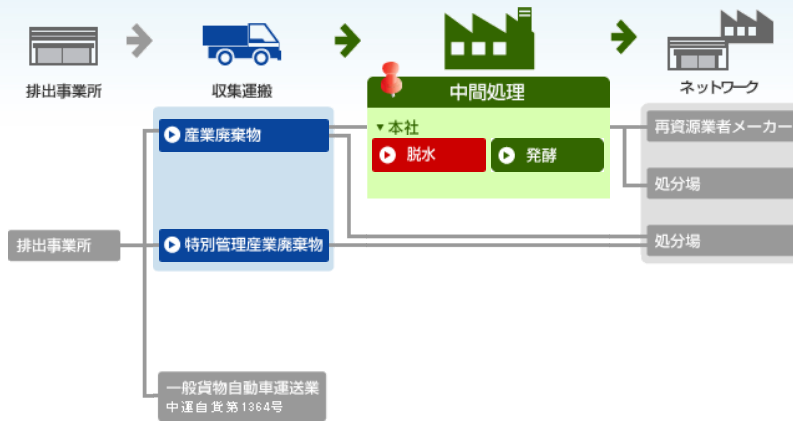 排出事業所
収集運搬
中間処理
ネットワーク
産業廃棄物
▾本社
脱水
発酵
再資源業者メーカー
処分場
排出事業所
特別管理産業廃棄物
処分場
一般貨物自動車運送業
中運自貨第1364号